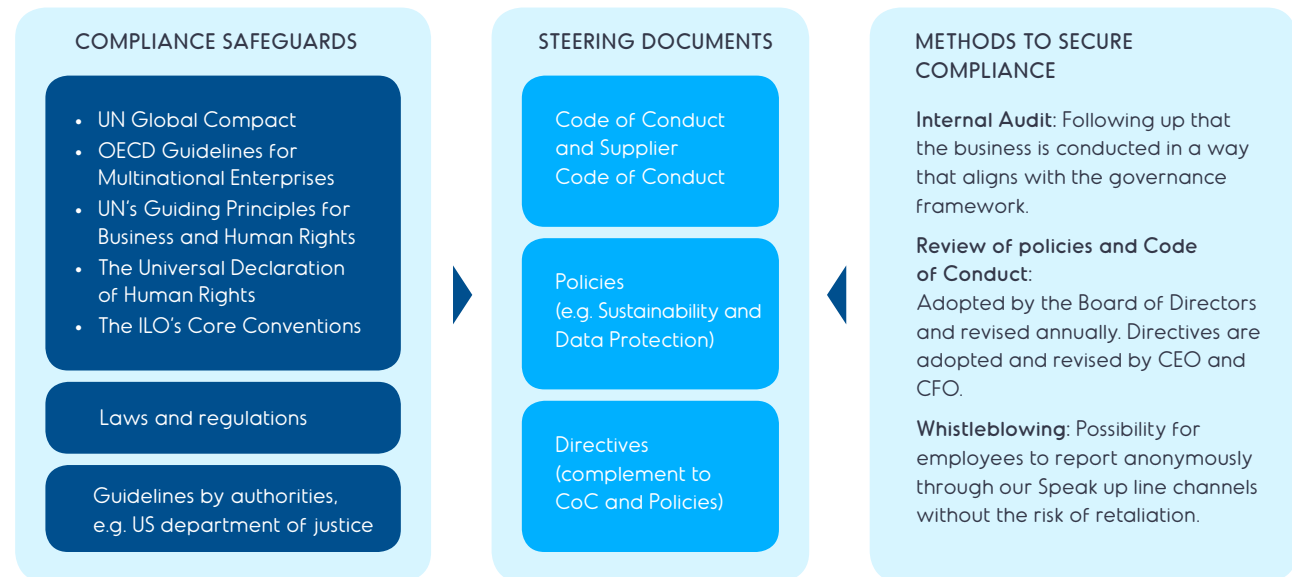 COMPLIANCE SAFEGUARDS
• UN Global Compact
• OECD Guidelines for
Multinational Enterprises
• UN's Guiding Principles for
Business and Human Rights
• The Universal Declaration
of Human Rights
• The ILO's Core Conventions
Laws and regulations
Guidelines by authorities,
e.g. US department of justice
STEERING DOCUMENTS
Code of Conduct
and Supplier
Code of Conduct
Policies
(e.g. Sustainability and
Data Protection)
Directives
(complement to
CoC and Policies)
METHODS TO SECURE
COMPLIANCE
Internal Audit: Following up that
the business is conducted in a way
that aligns with the governance
framework.
Review of policies and Code
of Conduct:
Adopted by the Board of Directors
and revised annually. Directives are
adopted and revised by CEO and
CFO.
Whistleblowing: Possibility for
employees to report anonymously
through our Speak up line channels
without the risk of retaliation.